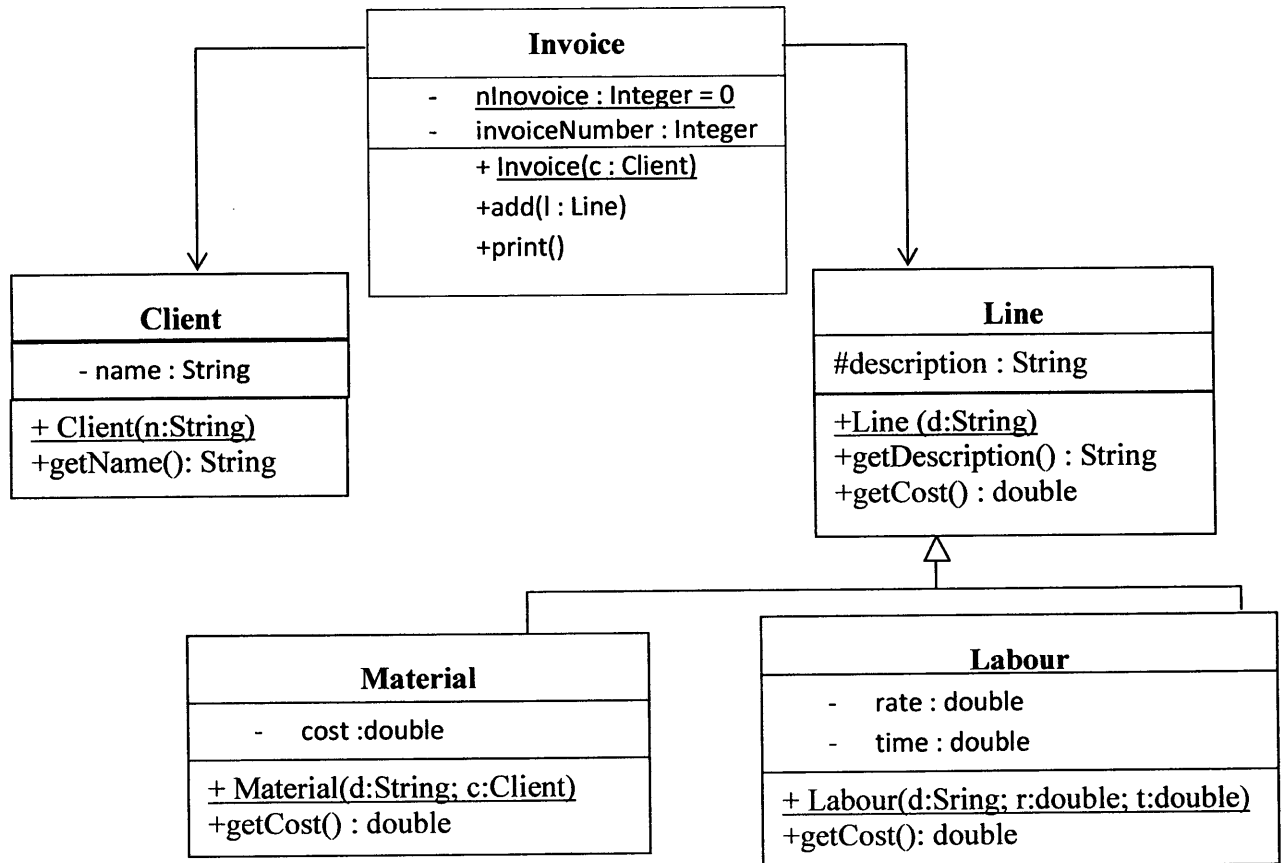 Invoice
- nInovoice : Integer = 0
- invoiceNumber : Integer
+ Invoice(c : Client)
+add(l : Line)
+print()
Client
- name : String
+ Client(n:String)
+getName(): String
Line
#description : String
+Line (d:String)
+getDescription() : String
+getCost() : double
Material
- cost :double
+ Material(d:String; c:Client)
+getCost() : double
Labour
- rate : double
- time : double
+ Labour(d:Sring; r:double; t:double)
+getCost(): double